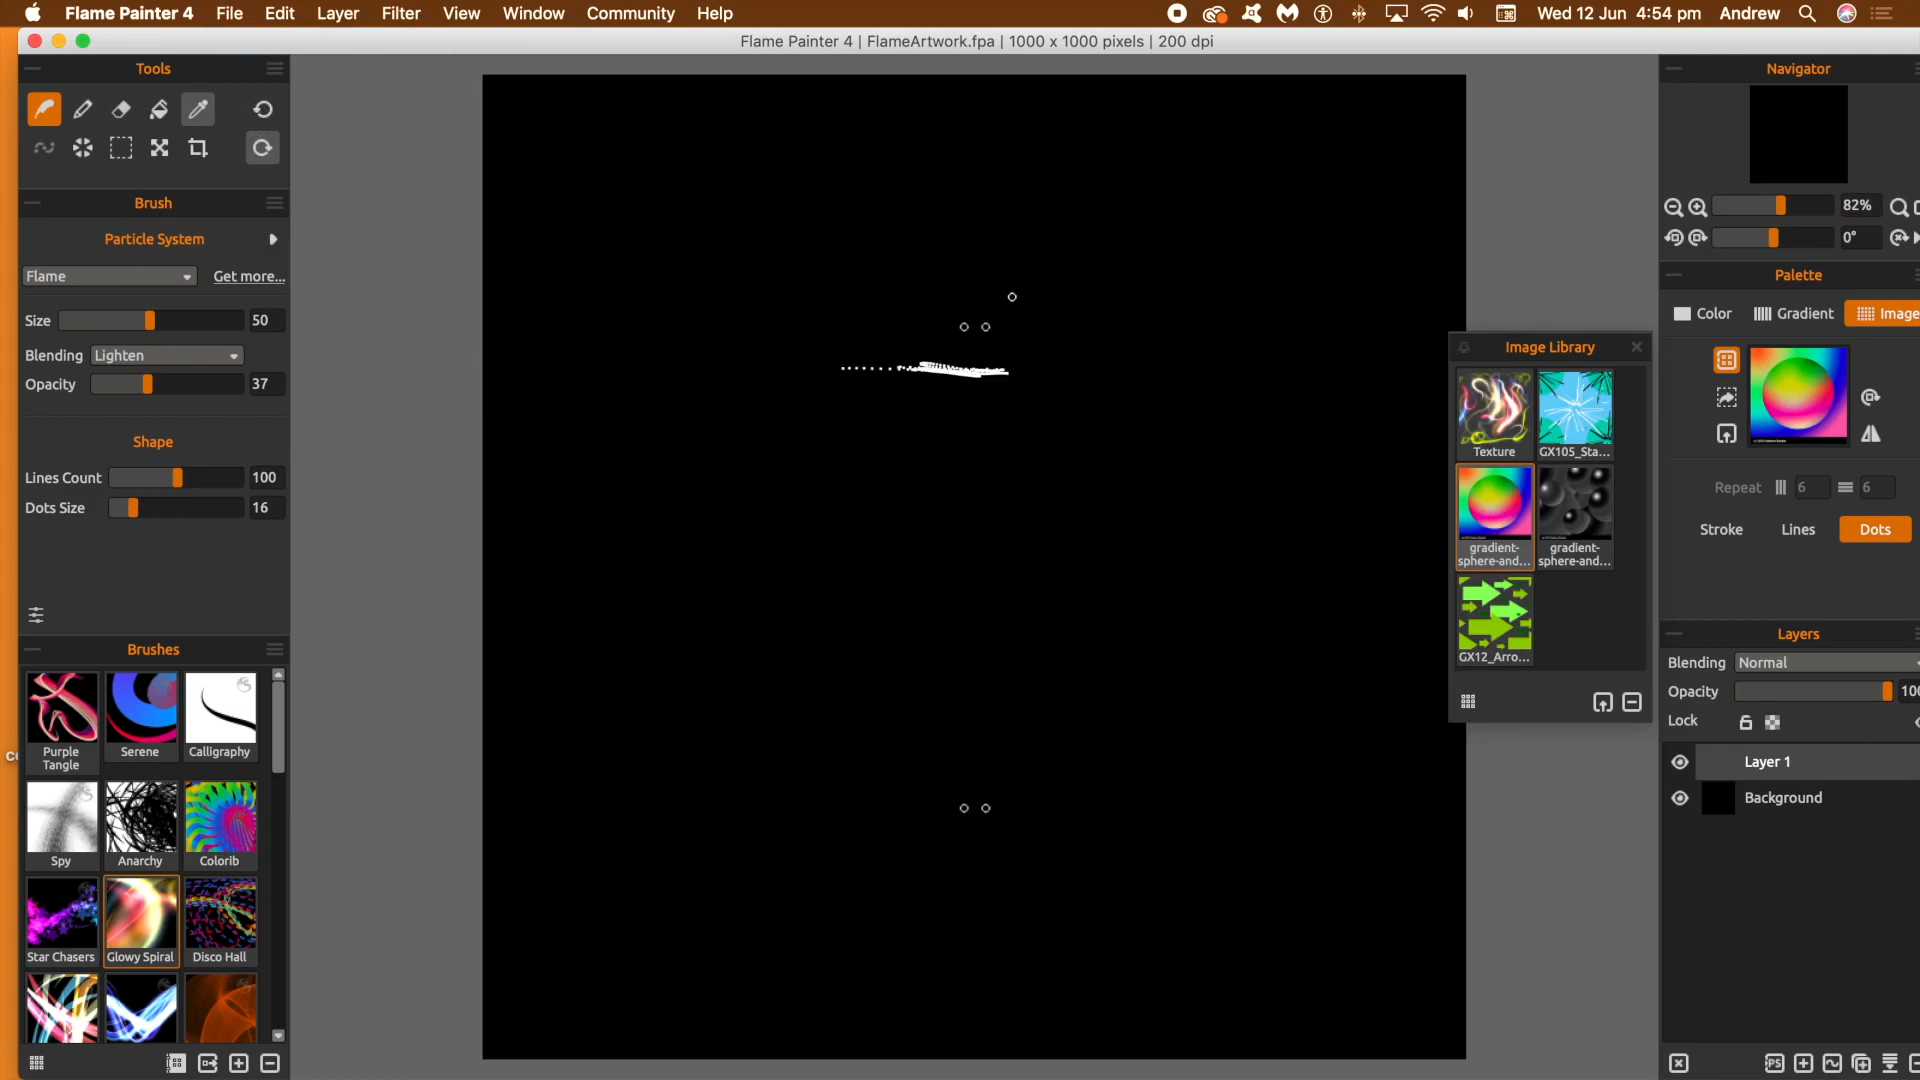 Flame Painter 4 File Edit Layer Filter View Window Community Help Wed 12 Jun 4:54 pm Andrew
Flame Painter 4 | FlameArtwork.fpa | 1000 x 1000 pixels | 200 dpi
Tools
Brush
Particle System
Flame Get more...
Size 50
Blending Lighten
Opacity 37
Shape
Lines Count 100
Dots Size 16
Brushes
Purple Tangle
Serene
Calligraphy
Spy
Anarchy
Colorib
Star Chasers
Glowy Spiral
Disco Hall
Image Library
Texture
GX105_Sta...
gradient-
sphere-and...
gradient-
sphere-and...
GX12_Arro...
Navigator
82%
0°
Palette
Color Gradient Image
Repeat 6 6
Stroke Lines Dots
Layers
Blending Normal
Opacity 100
Lock
Layer 1
Background